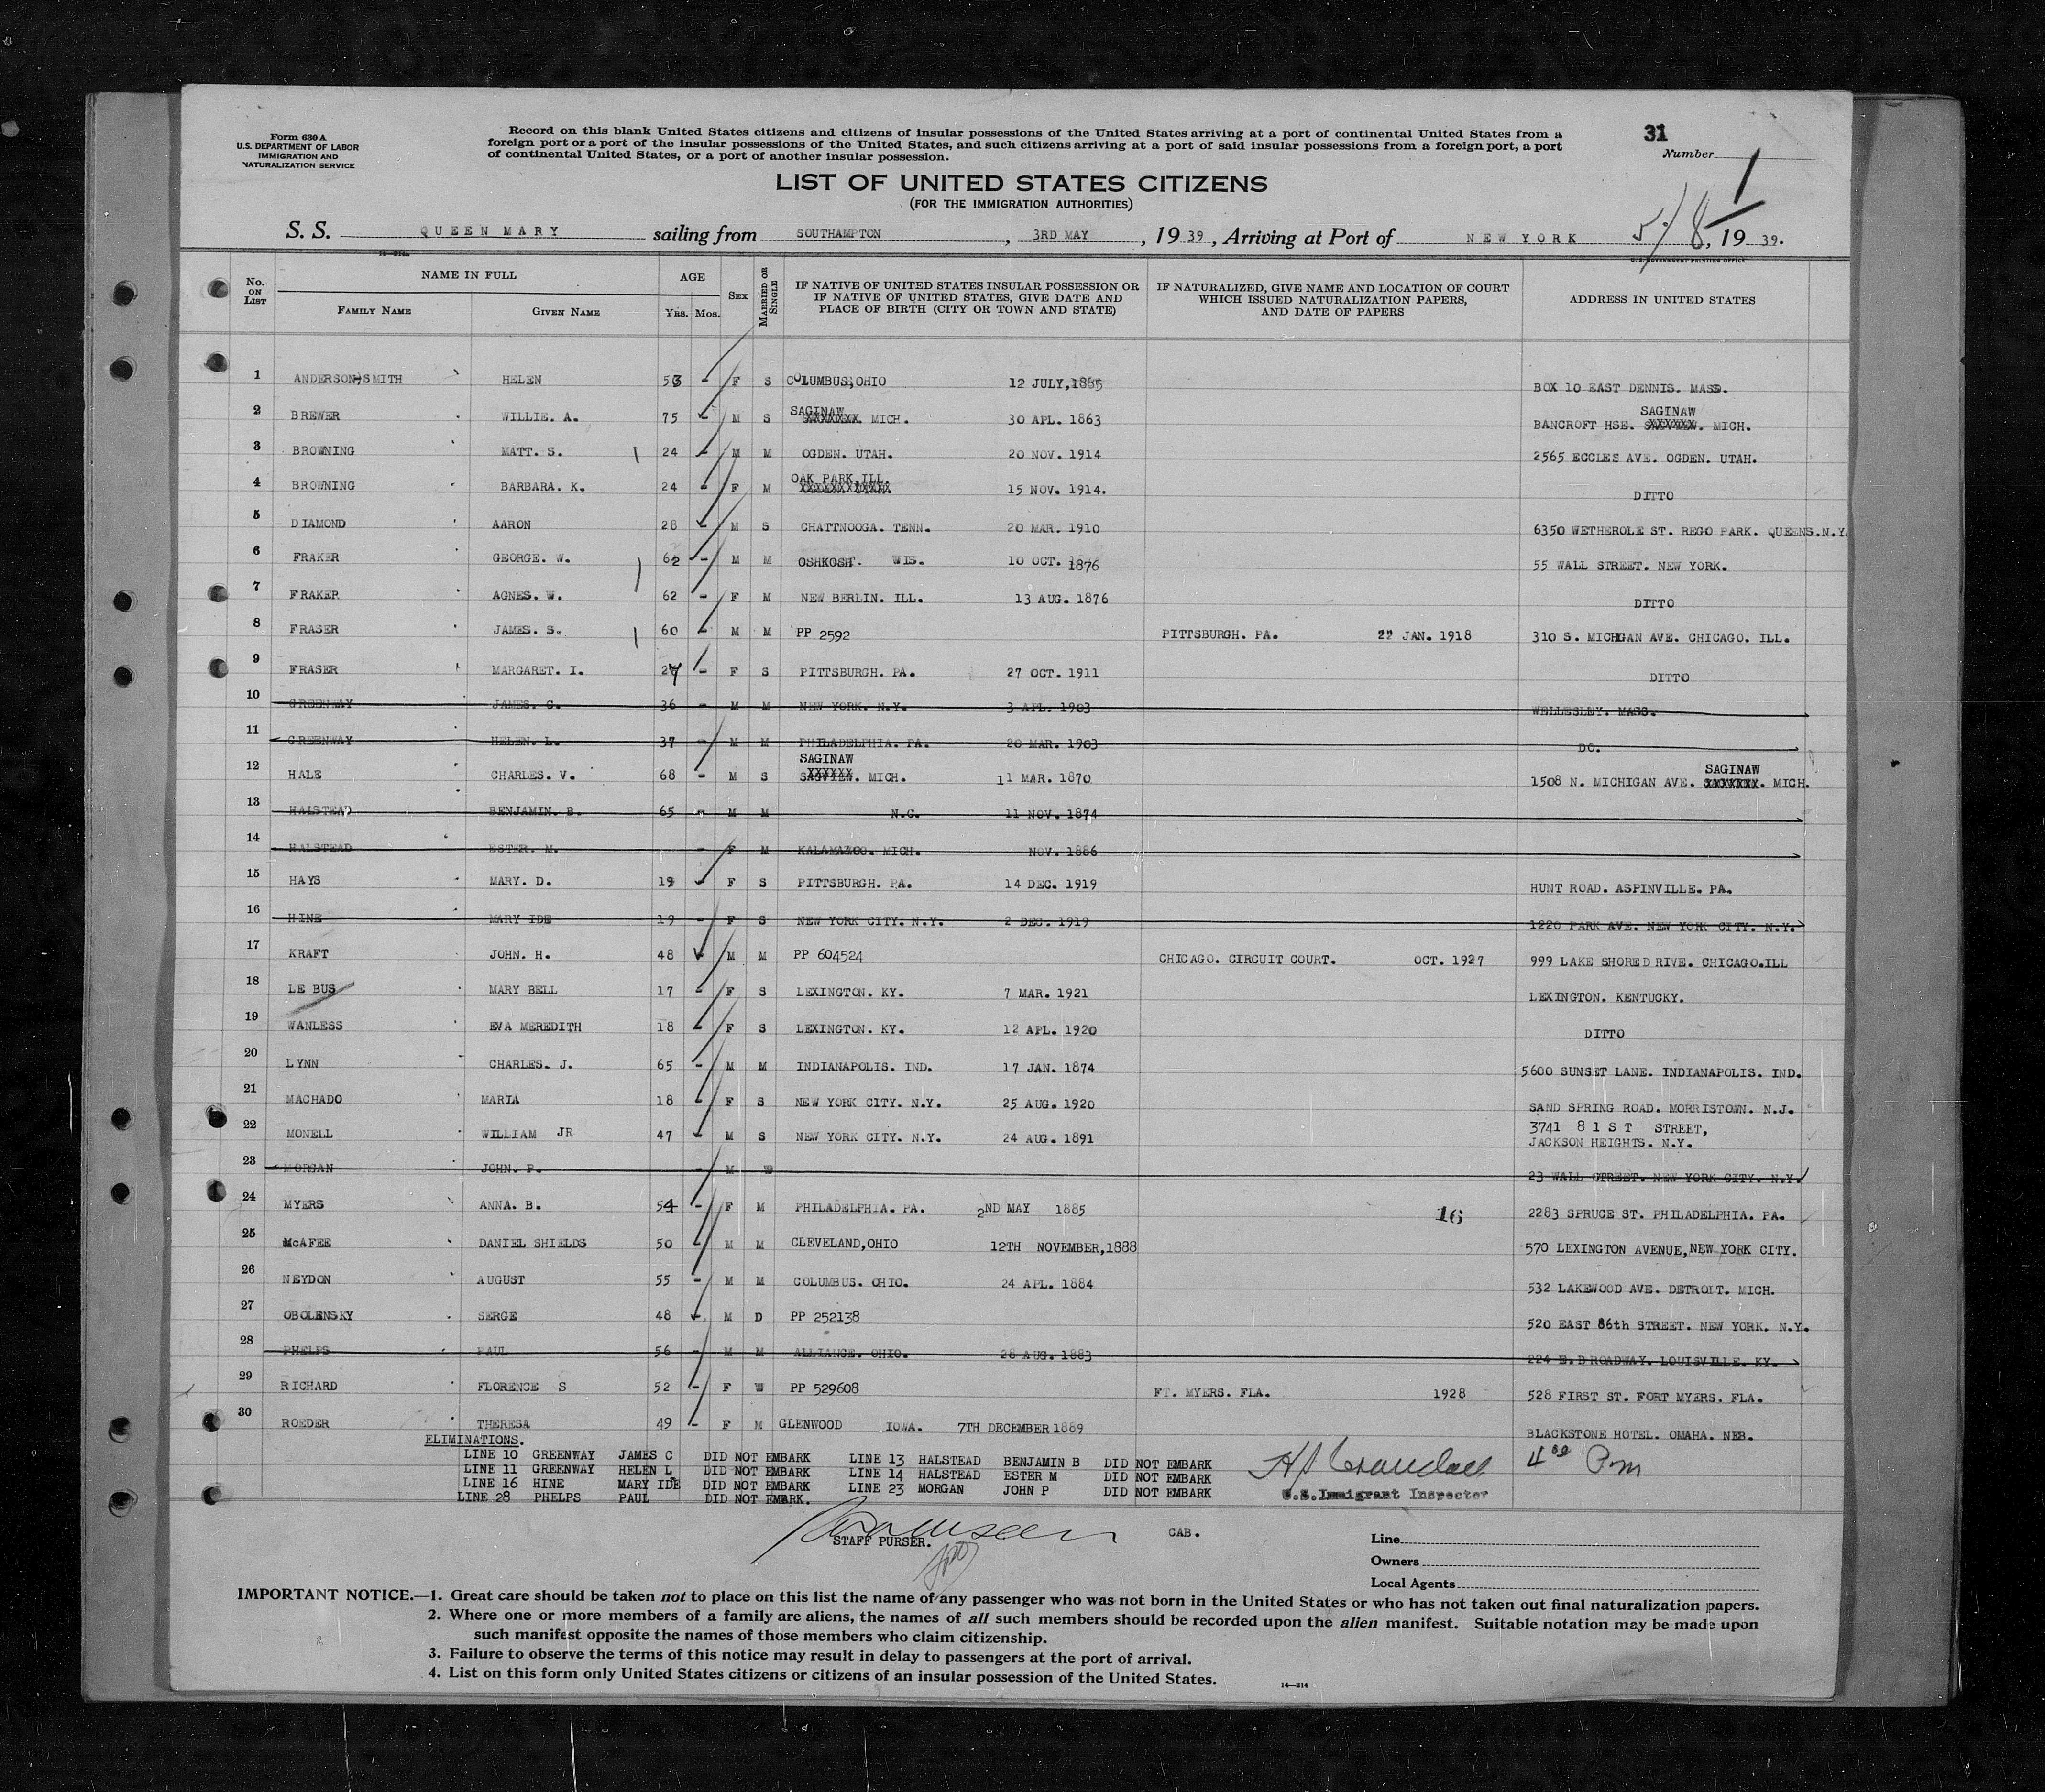 Form 630 A
U.S. DEPARTMENT OF LABOR
IMMIGRATION AND
NATURALIZATION SERVICE
Record on this blank United States citizens and citizens of insular possessions of the United States arriving at a port of continental United States from a
foreign port or a port of the insular possessions of the United States, and such citizens arriving at a port of said insular possessions from a foreign port, a port
of continental United States, or a port of another insular possession.
31
Number
1
LIST OF UNITED STATES CITIZENS
(FOR THE IMMIGRATION AUTHORITIES)
S. S. QUEEN MARY sailing from SOUTHAMPTON, 3RD MAY, 1939, Arriving at Port of NEW YORK 5/8, 1939.
14-214a
U.S. GOVERNMENT PRINTING OFFICE
No. ON LIST NAME IN FULL FAMILY NAME GIVEN NAME AGE YRS. MOS. SEX MARRIED OR SINGLE IF NATIVE OF UNITED STATES INSULAR POSSESSION OR IF NATIVE OF UNITED STATES, GIVE DATE AND PLACE OF BIRTH (CITY OR TOWN AND STATE) IF NATURALIZED, GIVE NAME AND LOCATION OF COURT WHICH ISSUED NATURALIZATION PAPERS, AND DATE OF PAPERS ADDRESS IN UNITED STATES
1 ANDERSON-SMITH HELEN 53 - F S COLUMBUS, OHIO 12 JULY, 1885 BOX 10 EAST DENNIS. MASS.
2 BREWER WILLIE. A. 75 - M S SAGINAW XXXXXXX. MICH. 30 APL. 1863 BANCROFT HSE. SAGINAW XXXXXX. MICH.
3 BROWNING MATT. S. 24 - M M OGDEN. UTAH. 20 NOV. 1914 2565 ECCLES AVE. OGDEN. UTAH.
4 BROWNING BARBARA. K. 24 - F M OAK PARK, ILL. 15 NOV. 1914. DITTO
5 DIAMOND AARON 28 - M S CHATTNOOGA. TENN. 20 MAR. 1910 6350 WETHEROLE ST. REGO PARK. QUEENS.N.Y.
6 FRAKER GEORGE. W. 62 - M M OSHKOSH. WIS. 10 OCT. 1876 55 WALL STREET. NEW YORK.
7 FRAKER AGNES. W. 62 - F M NEW BERLIN. ILL. 13 AUG. 1876 DITTO
8 FRASER JAMES. S. 60 - M M PP 2592 PITTSBURGH. PA. 22 JAN. 1918 310 S. MICHIGAN AVE. CHICAGO. ILL.
9 FRASER MARGARET. I. 27 - F S PITTSBURGH. PA. 27 OCT. 1911 DITTO
10 GREENWAY JAMES. C. 36 - M M NEW YORK. N.Y. 3 APL. 1903 WELLESLEY. MASS.
11 GREENWAY HELEN. L. 37 - M M PHILADELPHIA. PA. 20 MAR. 1903 DO.
12 HALE CHARLES. V. 68 - M S SAGINAW XXXXXX. MICH. 11 MAR. 1870 1508 N. MICHIGAN AVE. SAGINAW XXXXXXX. MICH.
13 HALSTEAD BENJAMIN. B. 65 - M M N.C. 11 NOV. 1874
14 HALSTEAD ESTER. M. - F M KALAMAZOO. MICH. NOV. 1886
15 HAYS MARY. D. 19 - F S PITTSBURGH. PA. 14 DEC. 1919 HUNT ROAD. ASPINVILLE. PA.
16 HINE MARY IDE 19 - F S NEW YORK CITY. N.Y. 2 DEC. 1919 1220 PARK AVE. NEW YORK CITY. N.Y.
17 KRAFT JOHN. H. 48 - M M PP 604524 CHICAGO. CIRCUIT COURT. OCT. 1927 999 LAKE SHORED RIVE. CHICAGO.ILL
18 LE BUS MARY BELL 17 - F S LEXINGTON. KY. 7 MAR. 1921 LEXINGTON. KENTUCKY.
19 WANLESS EVA MEREDITH 18 - F S LEXINGTON. KY. 12 APL. 1920 DITTO
20 LYNN CHARLES. J. 65 - M M INDIANAPOLIS. IND. 17 JAN. 1874 5600 SUNSET LANE. INDIANAPOLIS. IND.
21 MACHADO MARIA 18 - F S NEW YORK CITY. N.Y. 25 AUG. 1920 SAND SPRING ROAD. MORRISTOWN. N.J.
22 MONELL WILLIAM JR 47 - M S NEW YORK CITY. N.Y. 24 AUG. 1891 3741 81ST STREET, JACKSON HEIGHTS. N.Y.
23 MORGAN JOHN. P. - M W 23 WALL STREET. NEW YORK CITY. N.Y.
24 MYERS ANNA. B. 54 - F M PHILADELPHIA. PA. 2ND MAY 1885 16 2283 SPRUCE ST. PHILADELPHIA. PA.
25 McAFEE DANIEL SHIELDS 50 - M M CLEVELAND, OHIO 12TH NOVEMBER, 1888 570 LEXINGTON AVENUE, NEW YORK CITY.
26 NEYDON AUGUST 55 - M M COLUMBUS. OHIO. 24 APL. 1884 532 LAKEWOOD AVE. DETROIT. MICH.
27 OBOLENSKY SERGE 48 - M D PP 252138 520 EAST 86th STREET. NEW YORK. N.Y.
28 PHELPS PAUL 56 - M M ALLIANCE. OHIO. 28 AUG. 1883 224 E. BROADWAY. LOUISVILLE. KY.
29 RICHARD FLORENCE S 52 - F W PP 529608 FT. MYERS. FLA. 1928 528 FIRST ST. FORT MYERS. FLA.
30 ROEDER THERESA 49 - F M GLENWOOD IOWA. 7TH DECEMBER 1889 BLACKSTONE HOTEL. OMAHA. NEB.
ELIMINATIONS.
LINE 10 GREENWAY JAMES C DID NOT EMBARK LINE 13 HALSTEAD BENJAMIN B DID NOT EMBARK
LINE 11 GREENWAY HELEN L DID NOT EMBARK LINE 14 HALSTEAD ESTER M DID NOT EMBARK
LINE 16 HINE MARY IDE DID NOT EMBARK LINE 23 MORGAN JOHN P DID NOT EMBARK
LINE 28 PHELPS PAUL DID NOT EMBARK.
4 00 Pm
U.S. Immigrant Inspector
STAFF PURSER.
CAB.
Line
Owners
Local Agents
IMPORTANT NOTICE.—1. Great care should be taken not to place on this list the name of any passenger who was not born in the United States or who has not taken out final naturalization papers.
2. Where one or more members of a family are aliens, the names of all such members should be recorded upon the alien manifest. Suitable notation may be made upon
such manifest opposite the names of those members who claim citizenship.
3. Failure to observe the terms of this notice may result in delay to passengers at the port of arrival.
4. List on this form only United States citizens or citizens of an insular possession of the United States.
14—214